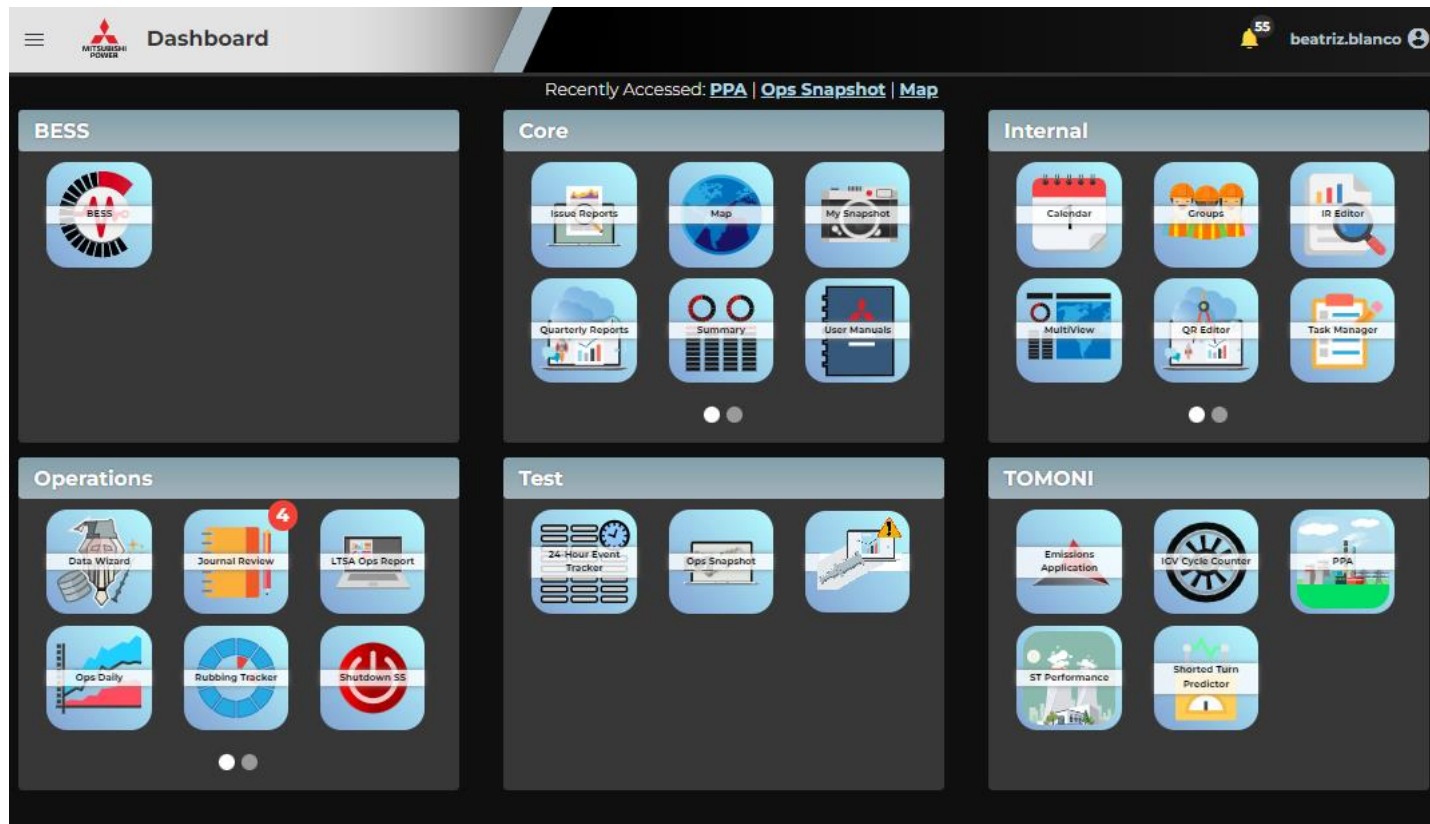 MITSUBISHI
POWER
Dashboard
55
beatriz.blanco
Recently Accessed: PPA | Ops Snapshot | Map
BESS
BESS
Core
Issue Reports
Map
My Snapshot
Quarterly Reports
Summary
User Manuals
Internal
Calendar
1
Groups
IR Editor
MultiView
QR Editor
Task Manager
Operations
Data Wizard
4
Journal Review
LTSA Ops Report
Ops Daily
Rubbing Tracker
Shutdown SS
Test
24-Hour Event
Tracker
Ops Snapshot
TOMONI
Emissions
Application
IGV Cycle Counter
PPA
ST Performance
Shorted Turn
Predictor